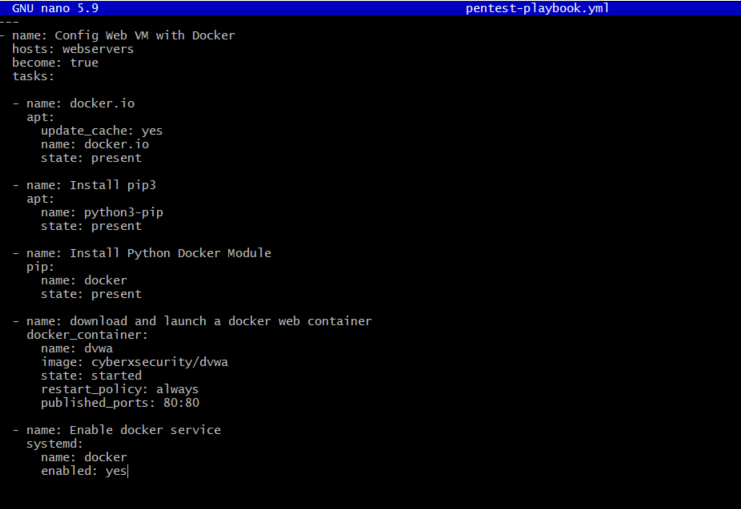 GNU nano 5.9 pentest-playbook.yml
---
- name: Config Web VM with Docker
  hosts: webservers
  become: true
  tasks:

  - name: docker.io
    apt:
      update_cache: yes
      name: docker.io
      state: present

  - name: Install pip3
    apt:
      name: python3-pip
      state: present

  - name: Install Python Docker Module
    pip:
      name: docker
      state: present

  - name: download and launch a docker web container
    docker_container:
      name: dvwa
      image: cyberxsecurity/dvwa
      state: started
      restart_policy: always
      published_ports: 80:80

  - name: Enable docker service
    systemd:
      name: docker
      enabled: yes